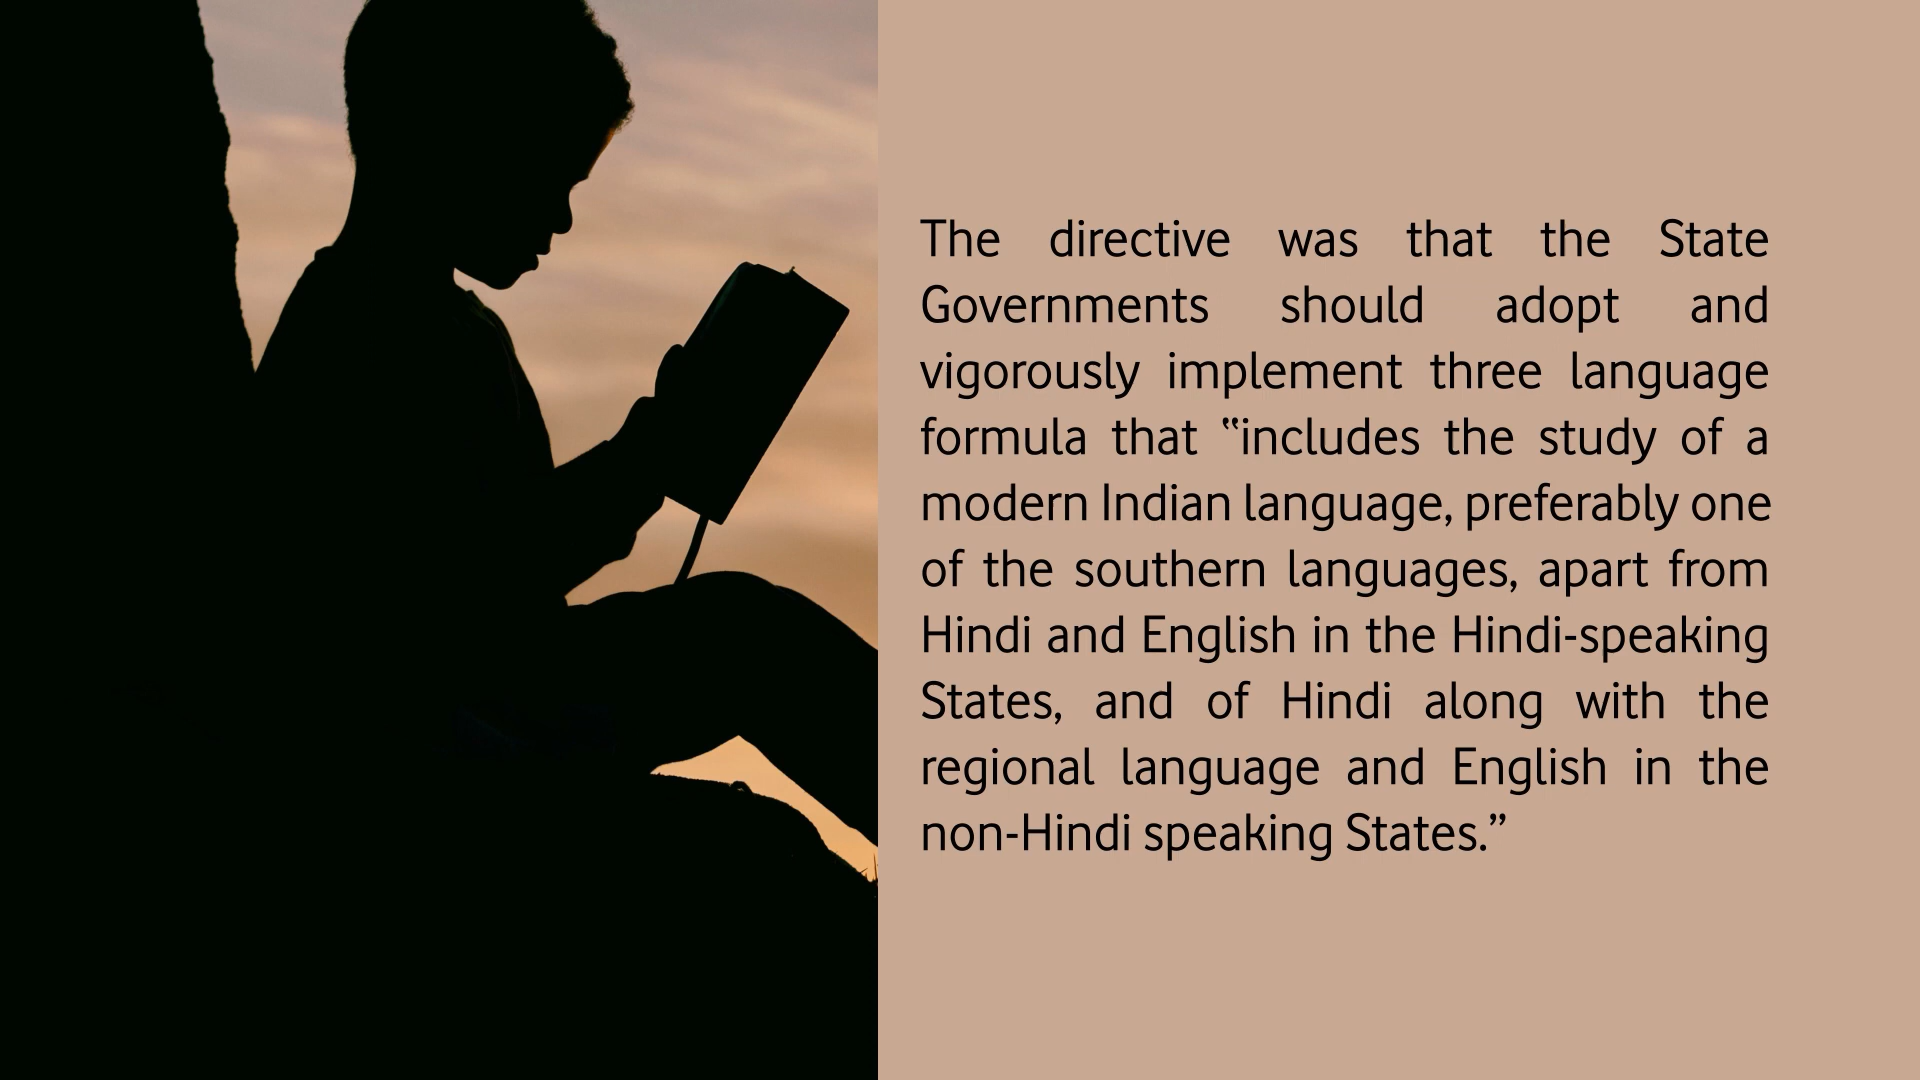 The directive was that the State
Governments should adopt and
vigorously implement three language
formula that “includes the study of a
modern Indian language, preferably one
of the southern languages, apart from
Hindi and English in the Hindi-speaking
States, and of Hindi along with the
regional language and English in the
non-Hindi speaking States.”